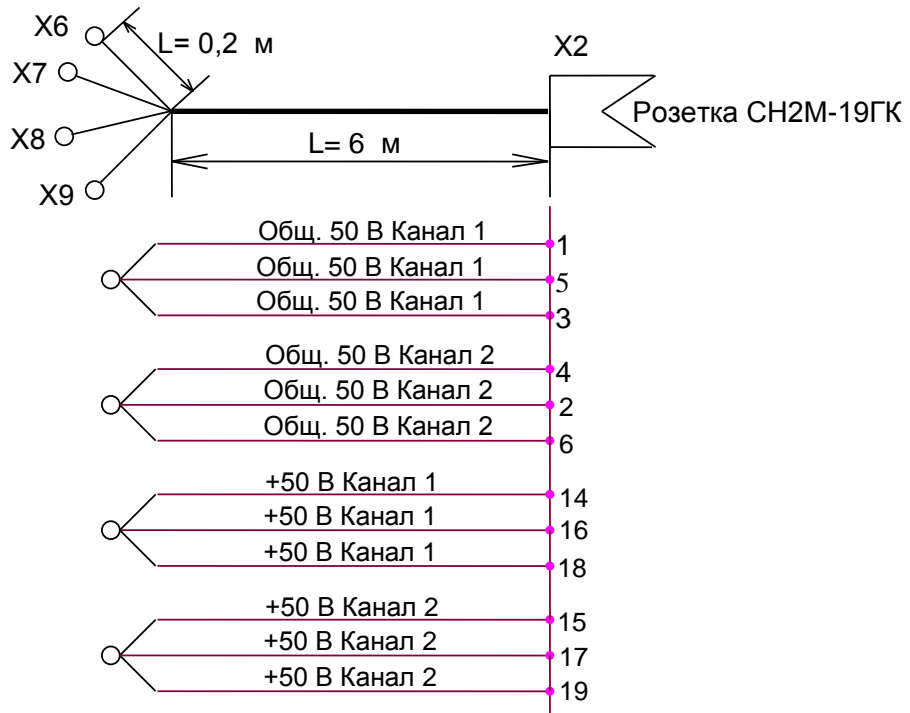 X6
L= 0,2 м
X2
X7
Розетка СН2М-19ГК
X8
L= 6 м
X9
Общ. 50 В Канал 1
1
Общ. 50 В Канал 1
5
Общ. 50 В Канал 1
3
Общ. 50 В Канал 2
4
Общ. 50 В Канал 2
2
Общ. 50 В Канал 2
6
+50 В Канал 1
14
+50 В Канал 1
16
+50 В Канал 1
18
+50 В Канал 2
15
+50 В Канал 2
17
+50 В Канал 2
19